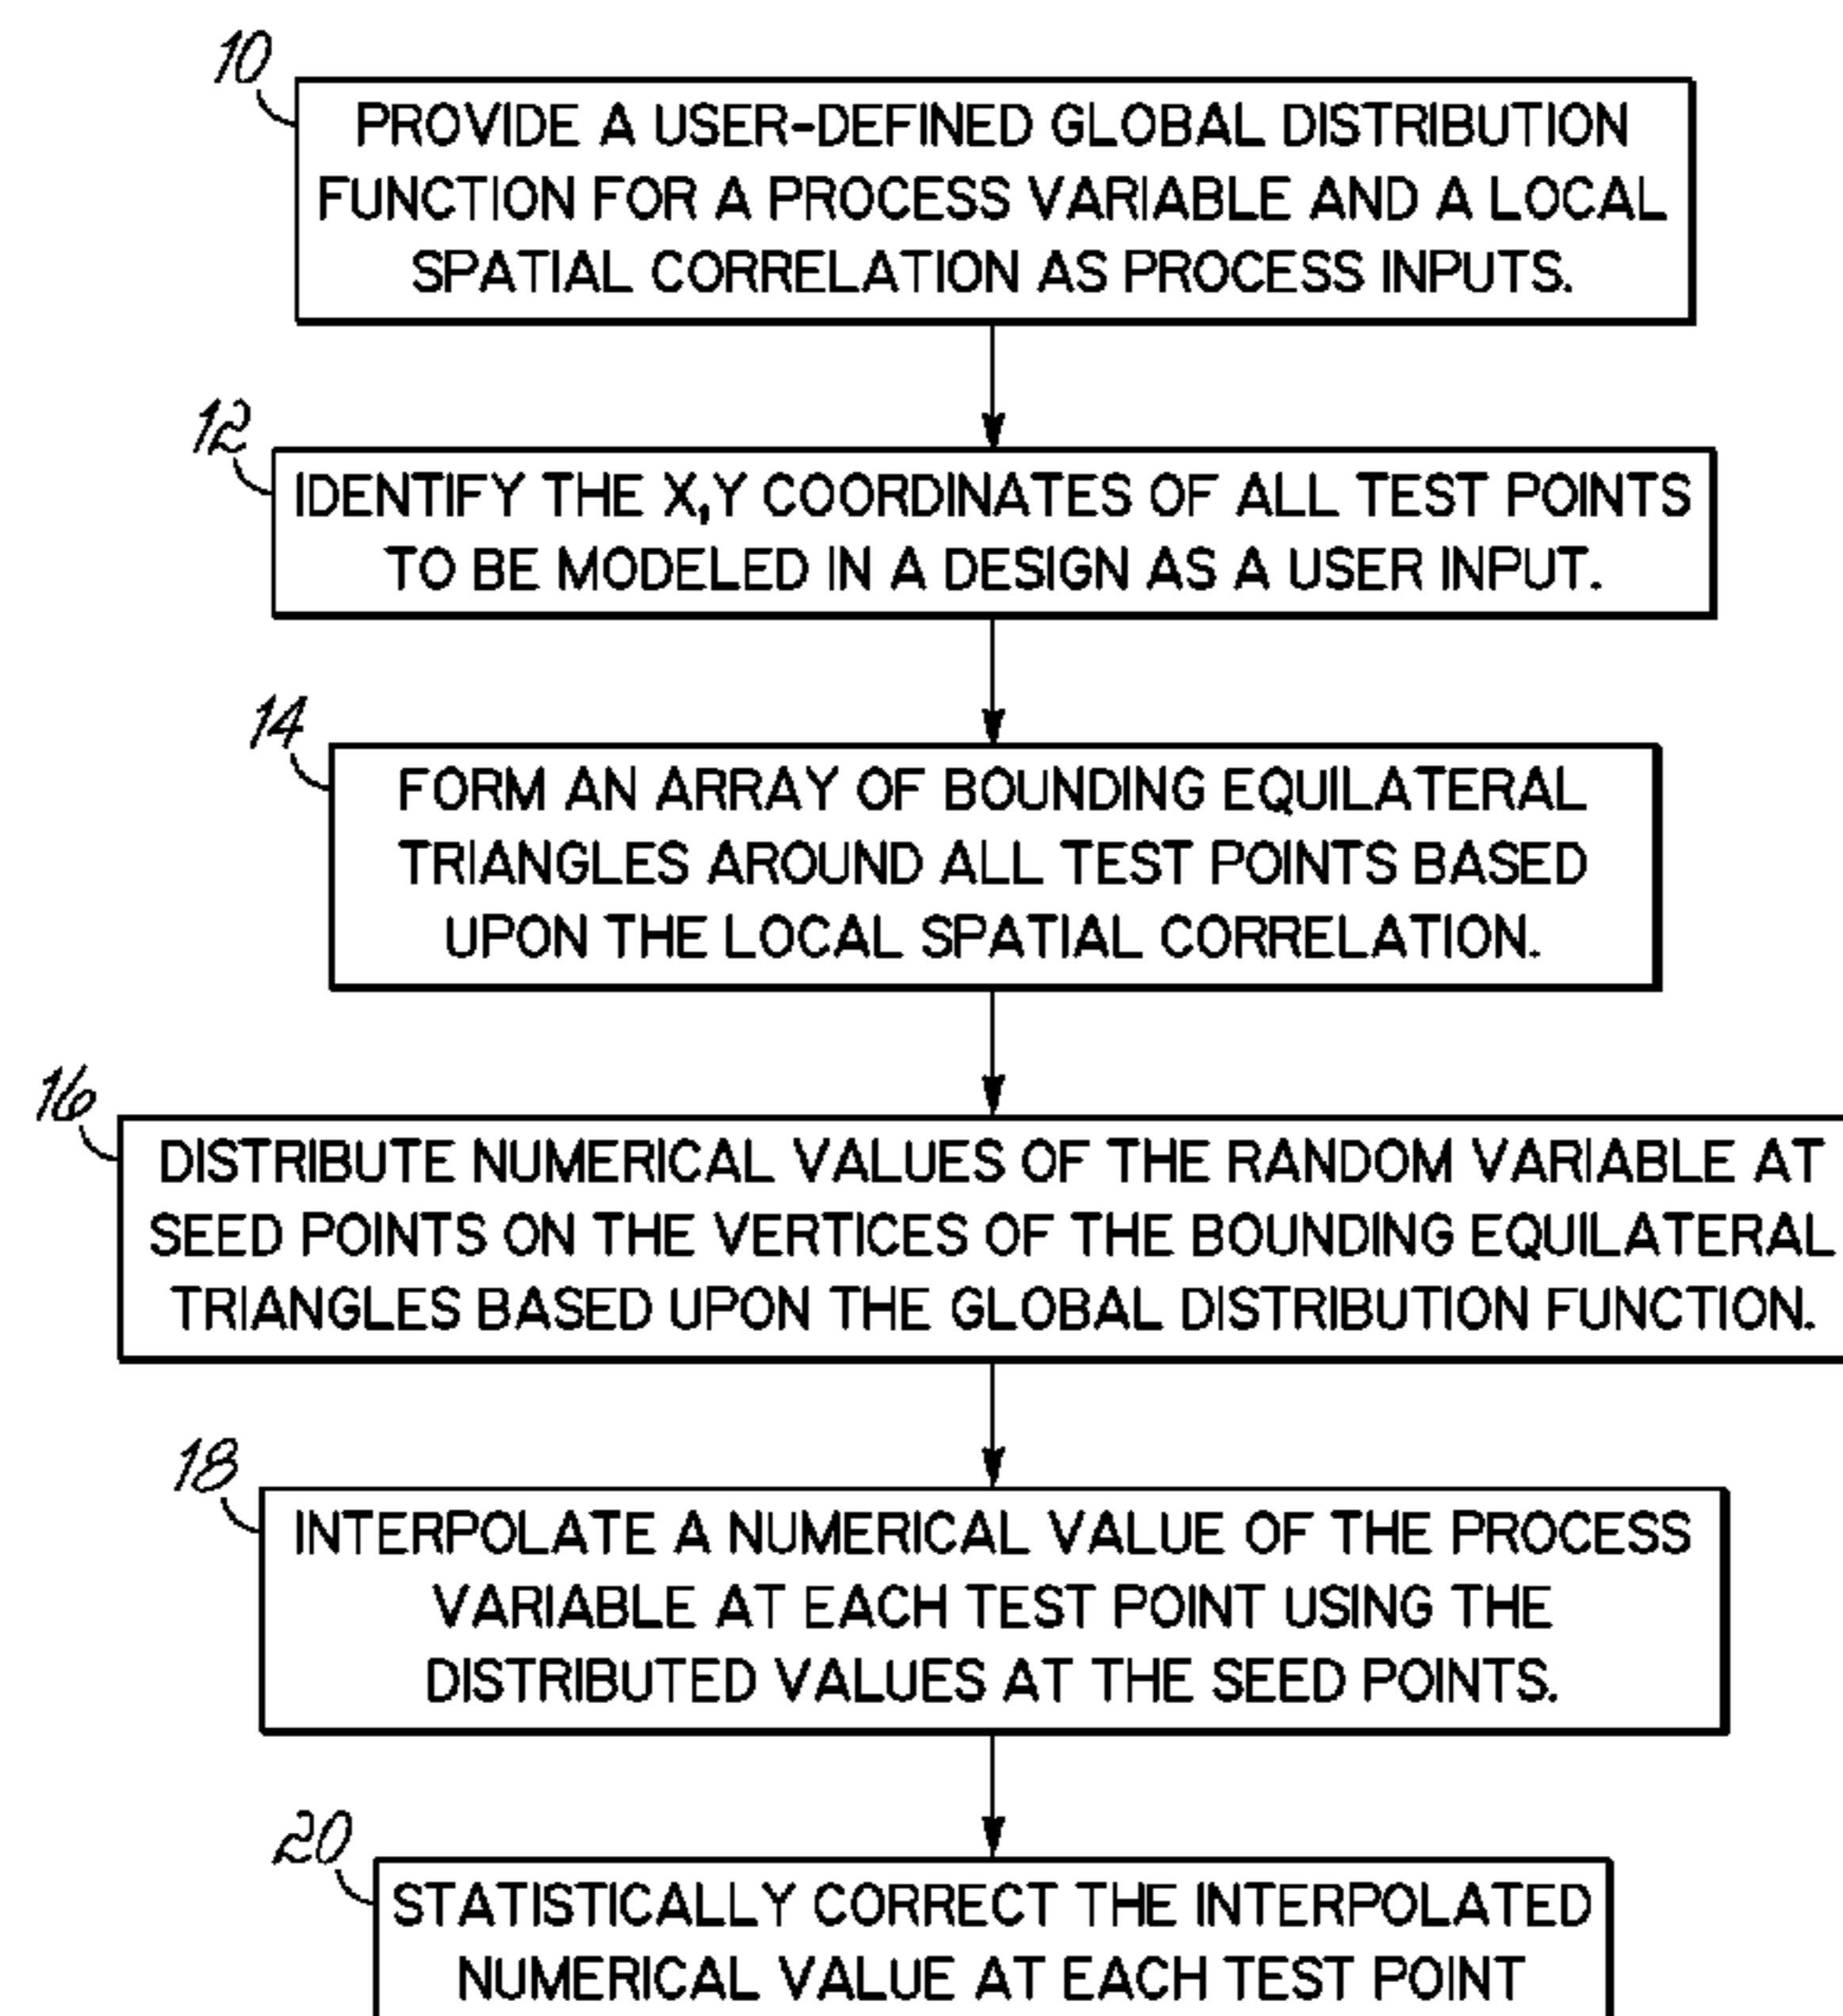 10
PROVIDE A USER-DEFINED GLOBAL DISTRIBUTION
FUNCTION FOR A PROCESS VARIABLE AND A LOCAL
SPATIAL CORRELATION AS PROCESS INPUTS.
12
IDENTIFY THE X,Y COORDINATES OF ALL TEST POINTS
TO BE MODELED IN A DESIGN AS A USER INPUT.
14
FORM AN ARRAY OF BOUNDING EQUILATERAL
TRIANGLES AROUND ALL TEST POINTS BASED
UPON THE LOCAL SPATIAL CORRELATION.
16
DISTRIBUTE NUMERICAL VALUES OF THE RANDOM VARIABLE AT
SEED POINTS ON THE VERTICES OF THE BOUNDING EQUILATERAL
TRIANGLES BASED UPON THE GLOBAL DISTRIBUTION FUNCTION.
18
INTERPOLATE A NUMERICAL VALUE OF THE PROCESS
VARIABLE AT EACH TEST POINT USING THE
DISTRIBUTED VALUES AT THE SEED POINTS.
20
STATISTICALLY CORRECT THE INTERPOLATED
NUMERICAL VALUE AT EACH TEST POINT